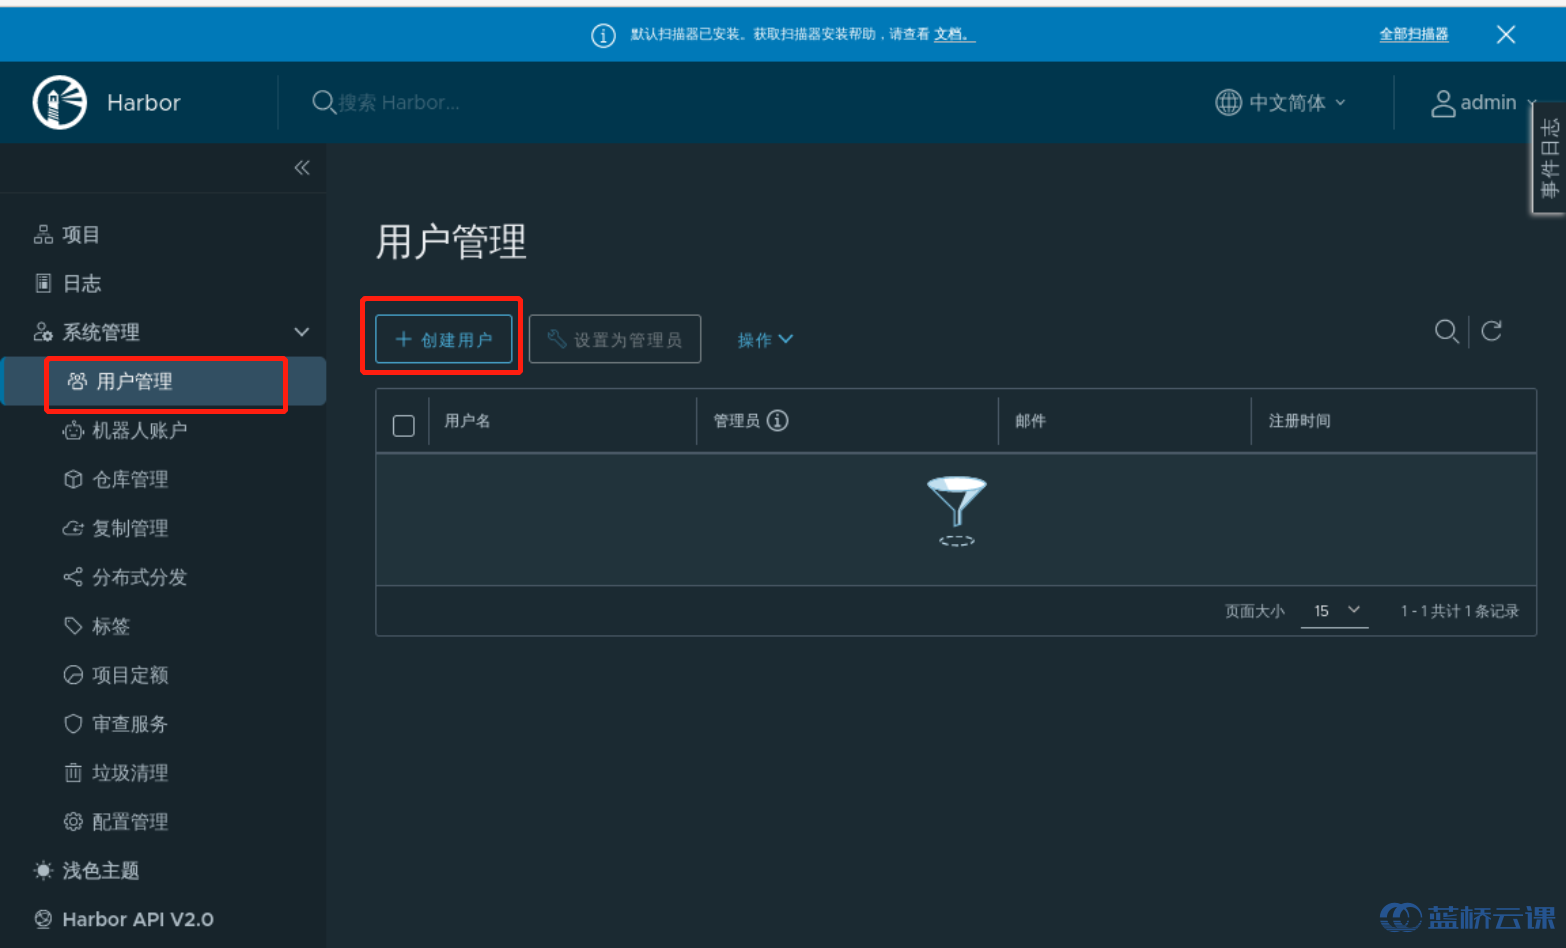 默认扫描器已安装。获取扫描器安装帮助，请查看 文档。
全部扫描器
Harbor
搜索 Harbor...
中文简体
admin
事件日志
项目
日志
系统管理
用户管理
机器人账户
仓库管理
复制管理
分布式分发
标签
项目定额
审查服务
垃圾清理
配置管理
浅色主题
Harbor API V2.0
用户管理
创建用户
设置为管理员
操作
用户名
管理员
邮件
注册时间
页面大小
15
1 - 1 共计 1 条记录
蓝桥云课